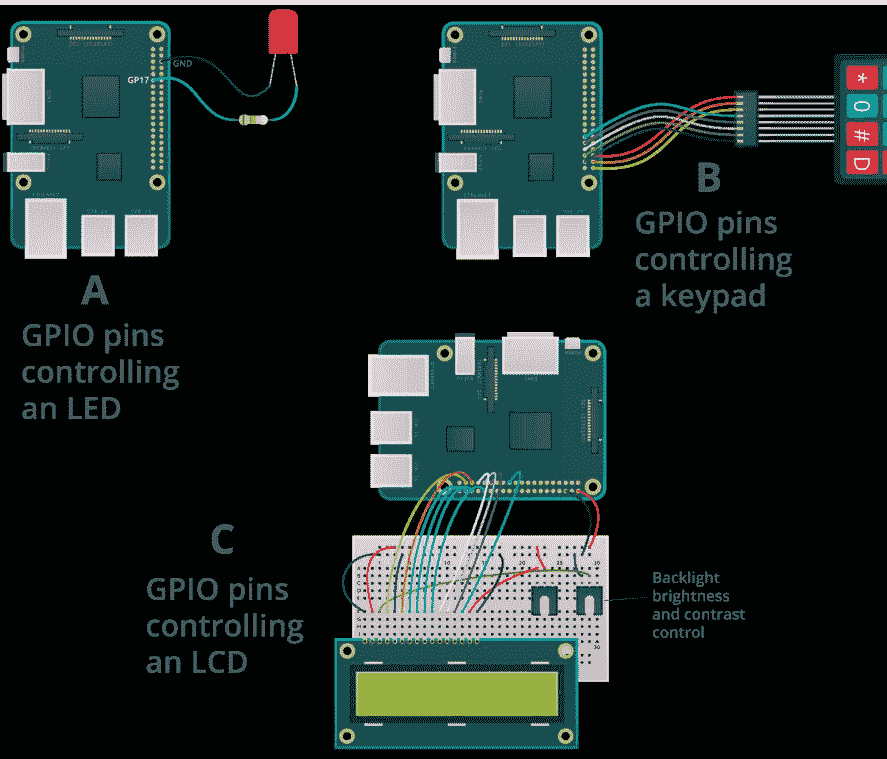 GND
GP17
A
GPIO pins
controlling
an LED
*
0
#
D
B
GPIO pins
controlling
a keypad
C
GPIO pins
controlling
an LCD
Backlight
brightness
and contrast
control